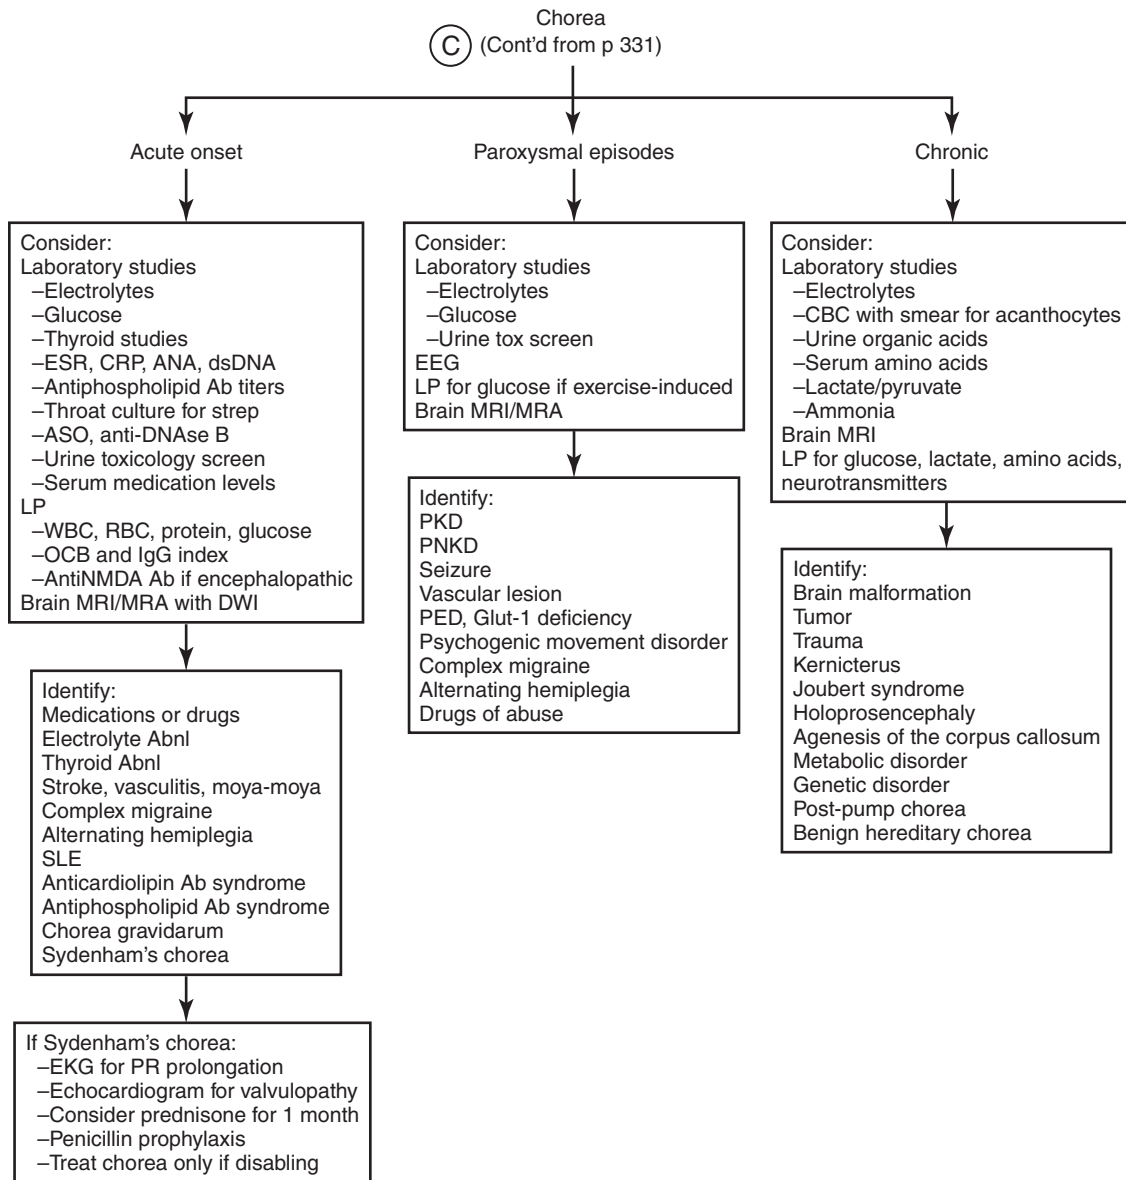 Chorea
C (Cont'd from p 331)
Acute onset
Paroxysmal episodes
Chronic
Consider:
Laboratory studies
–Electrolytes
–Glucose
–Thyroid studies
–ESR, CRP, ANA, dsDNA
–Antiphospholipid Ab titers
–Throat culture for strep
–ASO, anti-DNAse B
–Urine toxicology screen
–Serum medication levels
LP
–WBC, RBC, protein, glucose
–OCB and IgG index
–AntiNMDA Ab if encephalopathic
Brain MRI/MRA with DWI
Identify:
Medications or drugs
Electrolyte Abnl
Thyroid Abnl
Stroke, vasculitis, moya-moya
Complex migraine
Alternating hemiplegia
SLE
Anticardiolipin Ab syndrome
Antiphospholipid Ab syndrome
Chorea gravidarum
Sydenham's chorea
If Sydenham's chorea:
–EKG for PR prolongation
–Echocardiogram for valvulopathy
–Consider prednisone for 1 month
–Penicillin prophylaxis
–Treat chorea only if disabling
Consider:
Laboratory studies
–Electrolytes
–Glucose
–Urine tox screen
EEG
LP for glucose if exercise-induced
Brain MRI/MRA
Identify:
PKD
PNKD
Seizure
Vascular lesion
PED, Glut-1 deficiency
Psychogenic movement disorder
Complex migraine
Alternating hemiplegia
Drugs of abuse
Consider:
Laboratory studies
–Electrolytes
–CBC with smear for acanthocytes
–Urine organic acids
–Serum amino acids
–Lactate/pyruvate
–Ammonia
Brain MRI
LP for glucose, lactate, amino acids,
neurotransmitters
Identify:
Brain malformation
Tumor
Trauma
Kernicterus
Joubert syndrome
Holoprosencephaly
Agenesis of the corpus callosum
Metabolic disorder
Genetic disorder
Post-pump chorea
Benign hereditary chorea